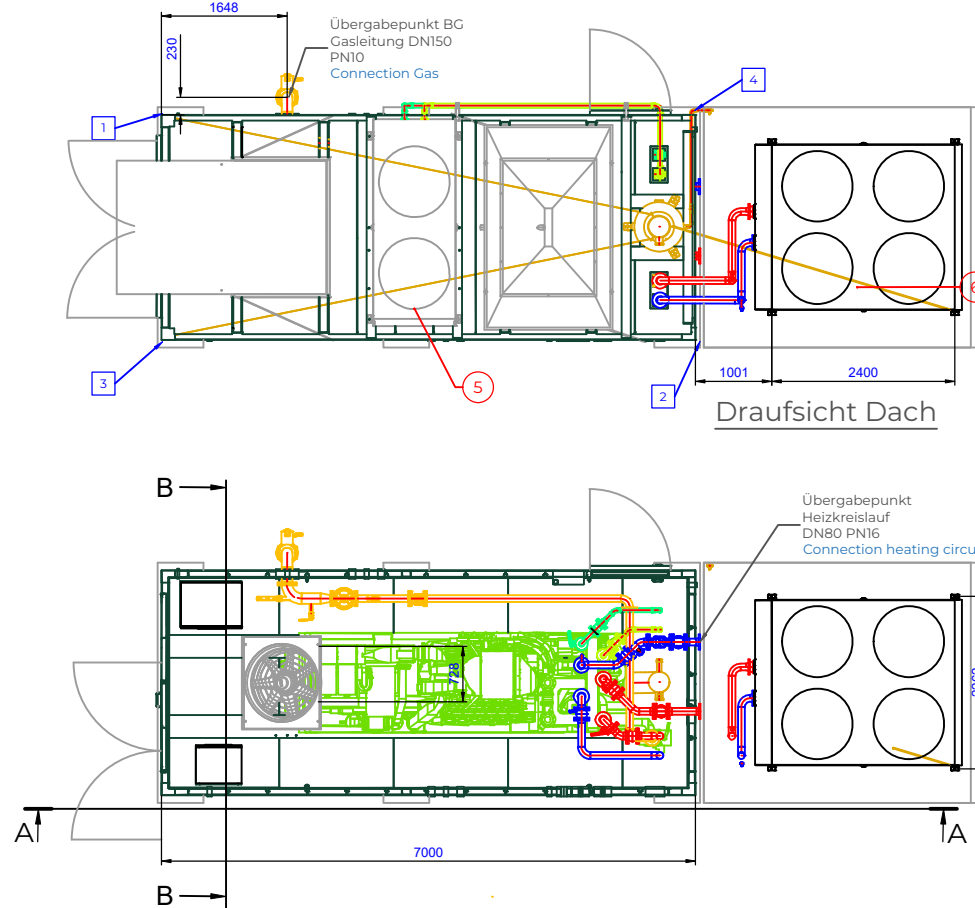 1648
230
Übergabepunkt BG
Gasleitung DN150
PN10
Connection Gas
1
4
3
5
2
6
1001
2400
Draufsicht Dach
B
Übergabepunkt
Heizkreislauf
DN80 PN16
Connection heating circu
728
A
A
7000
B